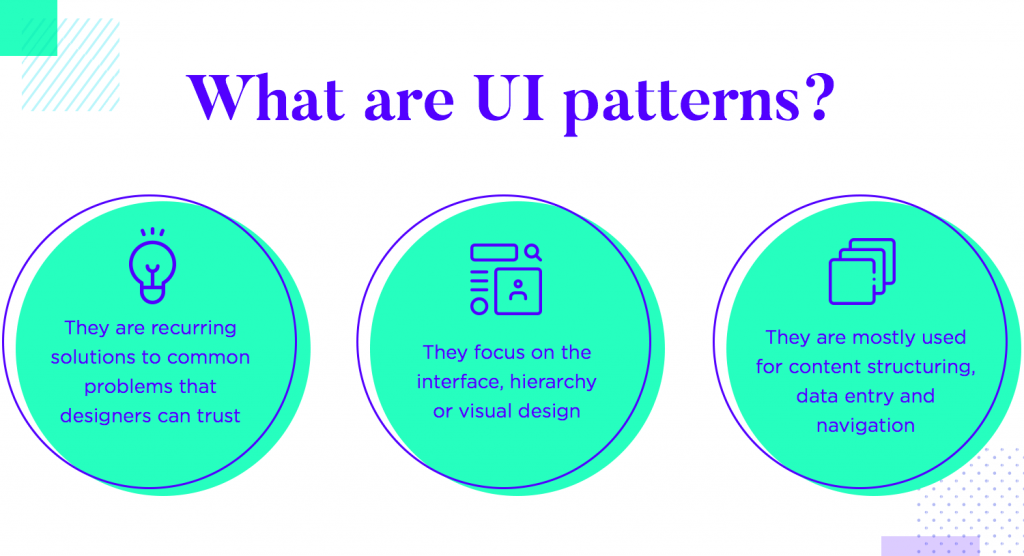 What are UI patterns?
They are recurring
solutions to common
problems that
designers can trust
They focus on the
interface, hierarchy
or visual design
They are mostly used
for content structuring,
data entry and
navigation